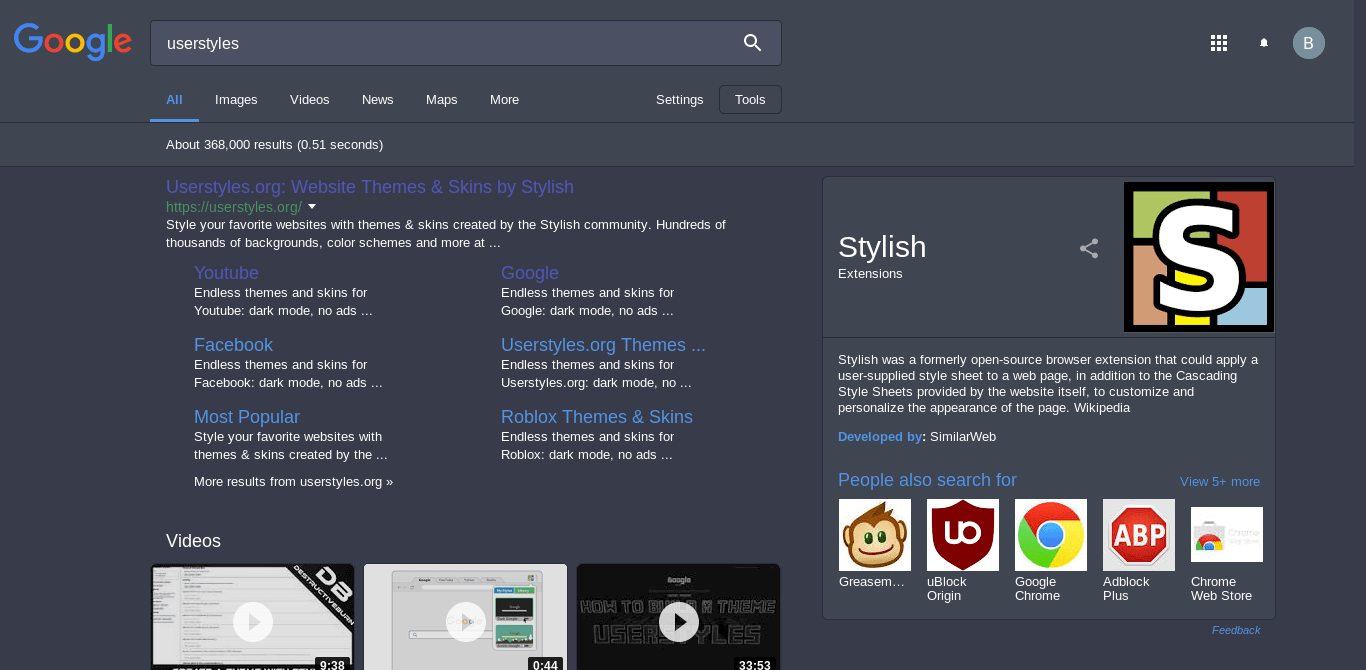 Google
userstyles
B
All Images Videos News Maps More Settings Tools
About 368,000 results (0.51 seconds)
Userstyles.org: Website Themes & Skins by Stylish
https://userstyles.org/
Style your favorite websites with themes & skins created by the Stylish community. Hundreds of
thousands of backgrounds, color schemes and more at ...
Youtube
Endless themes and skins for
Youtube: dark mode, no ads ...
Google
Endless themes and skins for
Google: dark mode, no ads ...
Facebook
Endless themes and skins for
Facebook: dark mode, no ads ...
Userstyles.org Themes ...
Endless themes and skins for
Userstyles.org: dark mode, no ...
Most Popular
Style your favorite websites with
themes & skins created by the ...
Roblox Themes & Skins
Endless themes and skins for
Roblox: dark mode, no ads ...
More results from userstyles.org »
Videos
DB
DESTRUCTIVEBURN
9:38
Google
0:44
Google
HOW TO BUILD A THEME
USERSTYLES
33:53
Stylish
Extensions
S
Stylish was a formerly open-source browser extension that could apply a
user-supplied style sheet to a web page, in addition to the Cascading
Style Sheets provided by the website itself, to customize and
personalize the appearance of the page. Wikipedia
Developed by: SimilarWeb
People also search for
View 5+ more
UO
ABP
Chrome
Greasem...
uBlock
Origin
Google
Chrome
Adblock
Plus
Chrome
Web Store
Feedback